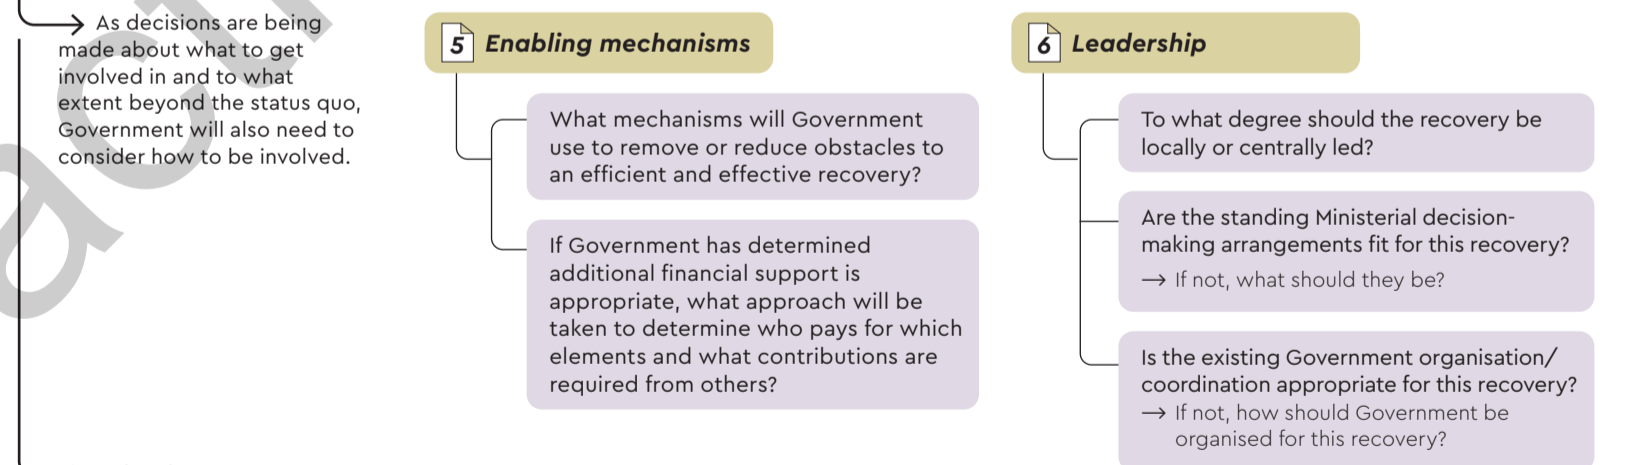 As decisions are being
made about what to get
involved in and to what
extent beyond the status quo,
Government will also need to
consider how to be involved.
5 Enabling mechanisms
What mechanisms will Government
use to remove or reduce obstacles to
an efficient and effective recovery?
If Government has determined
additional financial support is
appropriate, what approach will be
taken to determine who pays for which
elements and what contributions are
required from others?
6 Leadership
To what degree should the recovery be
locally or centrally led?
Are the standing Ministerial decision-
making arrangements fit for this recovery?
→ If not, what should they be?
Is the existing Government organisation/
coordination appropriate for this recovery?
→ If not, how should Government be
organised for this recovery?